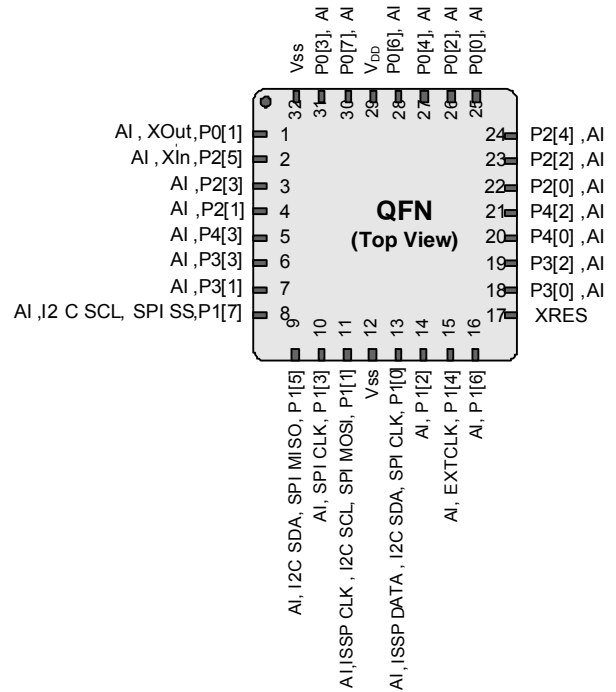 Vss
P0[3], AI
P0[7], AI
VDD
P0[6], AI
P0[4], AI
P0[2], AI
P0[0], AI
32
31
30
29
28
27
26
25
AI , XOut,P0[1]
1
AI ,XIn,P2[5]
2
AI ,P2[3]
3
AI ,P2[1]
4
AI ,P4[3]
5
AI ,P3[3]
6
AI ,P3[1]
7
AI ,I2 C SCL, SPI SS,P1[7]
8
QFN
(Top View)
24
P2[4] ,AI
23
P2[2] ,AI
22
P2[0] ,AI
21
P4[2] ,AI
20
P4[0] ,AI
19
P3[2] ,AI
18
P3[0] ,AI
17
XRES
9
10
11
12
13
14
15
16
AI, I2C SDA, SPI MISO, P1[5]
AI, SPI CLK, P1[3]
AI,ISSP CLK , I2C SCL, SPI MOSI, P1[1]
Vss
AI, ISSP DATA , I2C SDA, SPI CLK, P1[0]
AI, P1[2]
AI, EXTCLK, P1[4]
AI, P1[6]